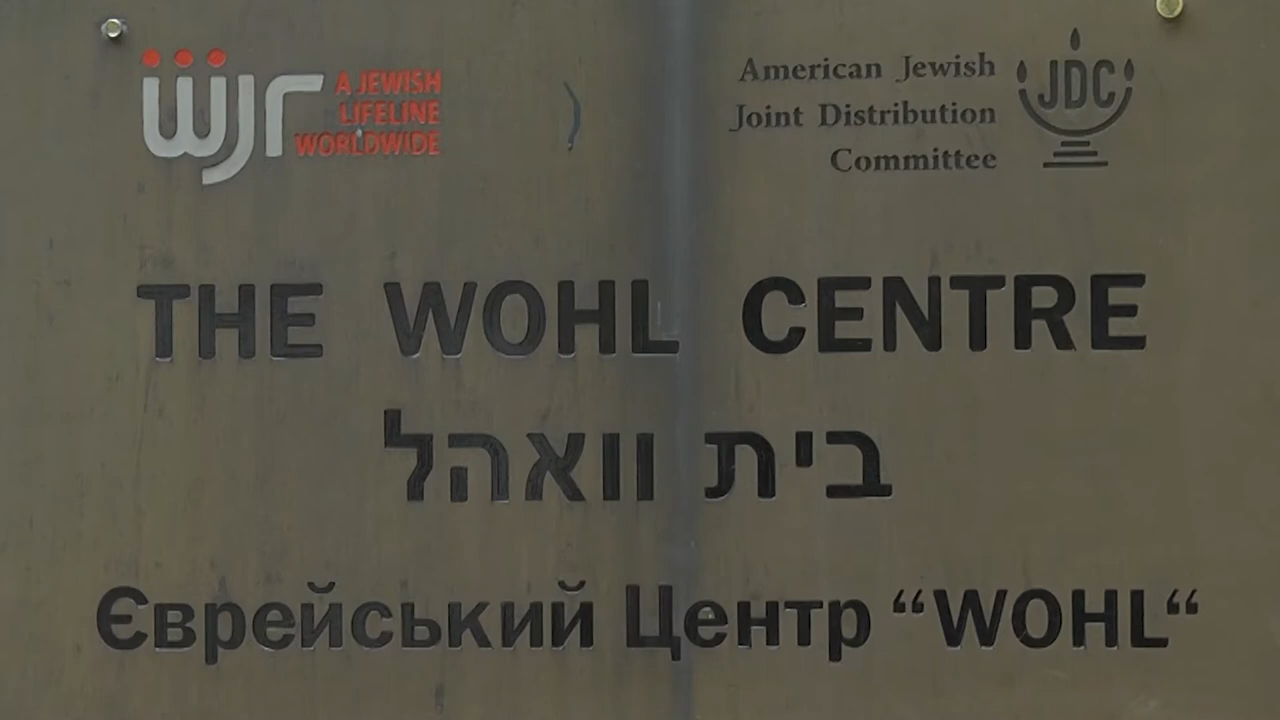 wjr
A JEWISH
LIFELINE
WORLDWIDE
American Jewish
Joint Distribution
Committee
JDC
THE WOHL CENTRE
בית וואהל
Єврейський Центр “WOHL“